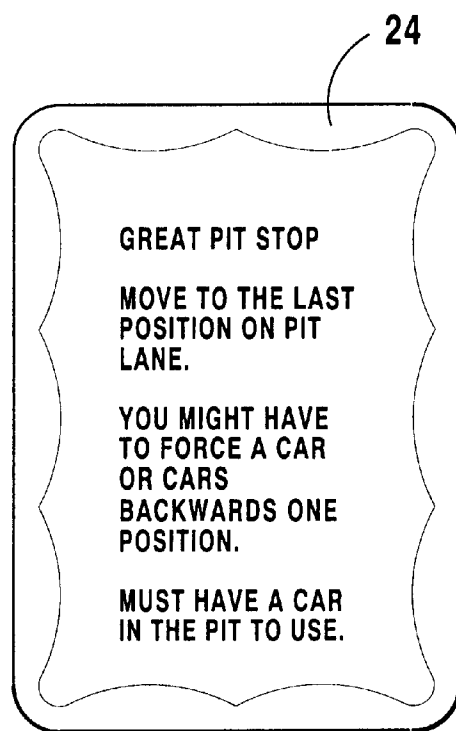 24
GREAT PIT STOP
MOVE TO THE LAST
POSITION ON PIT
LANE.
YOU MIGHT HAVE
TO FORCE A CAR
OR CARS
BACKWARDS ONE
POSITION.
MUST HAVE A CAR
IN THE PIT TO USE.